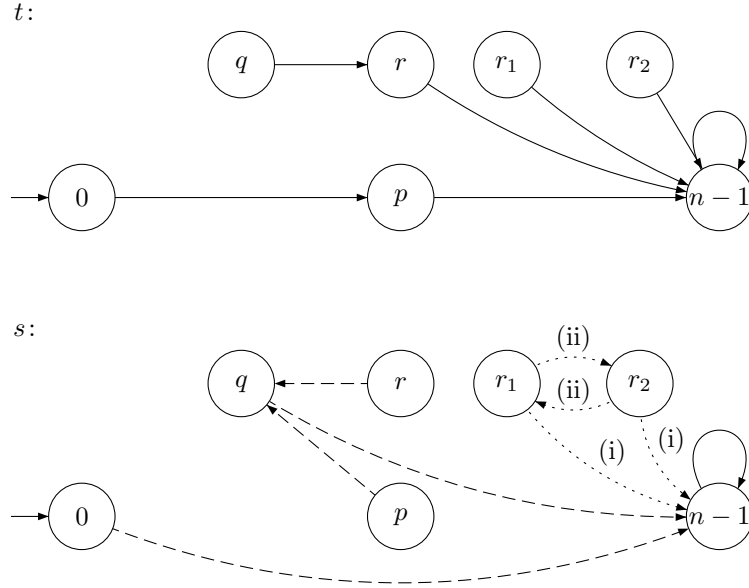 t:
q r r₁ r₂
0 p n − 1
s:
(ii)
q r r₁ r₂
(ii)
(i) (i)
0 p n − 1